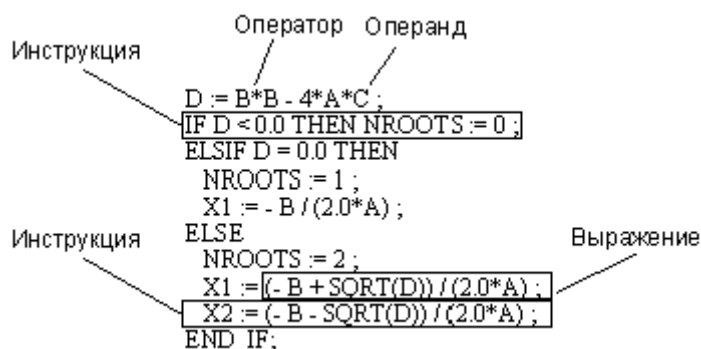 Оператор Операнд
Инструкция
D := B*B - 4*A*C ;
IF D < 0.0 THEN NROOTS := 0 ;
ELSIF D = 0.0 THEN
NROOTS := 1 ;
X1 := - B / (2.0*A) ;
Инструкция
ELSE
Выражение
NROOTS := 2 ;
X1 := (- B + SQRT(D)) / (2.0*A) ;
X2 := (- B - SQRT(D)) / (2.0*A) ;
END IF;